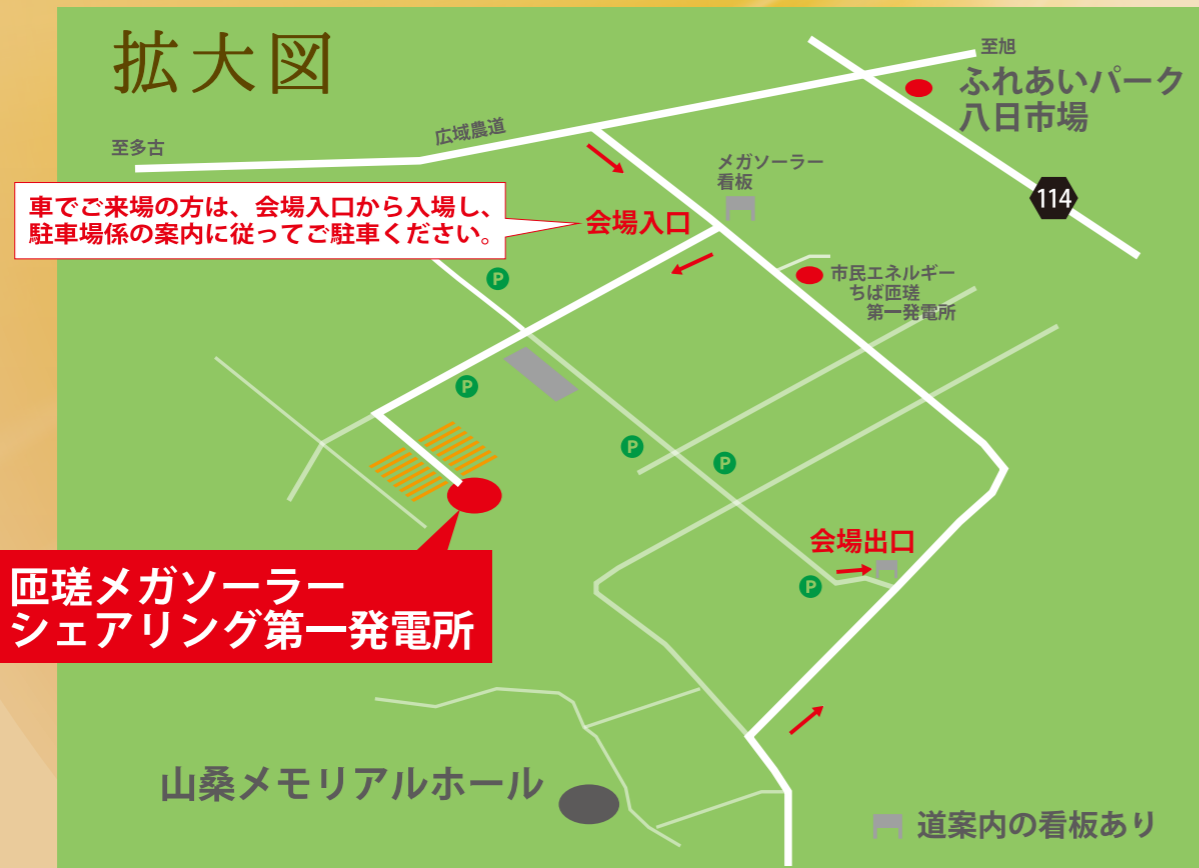 拡大図
至旭
ふれあいパーク
八日市場
広域農道
至多古
メガソーラー
看板
114
車でご来場の方は、会場入口から入場し、
駐車場係の案内に従ってご駐車ください。
会場入口
市民エネルギー
ちば匝瑳
第一発電所
P
P
P
P
会場出口
P
匝瑳メガソーラー
シェアリング第一発電所
山桑メモリアルホール
道案内の看板あり